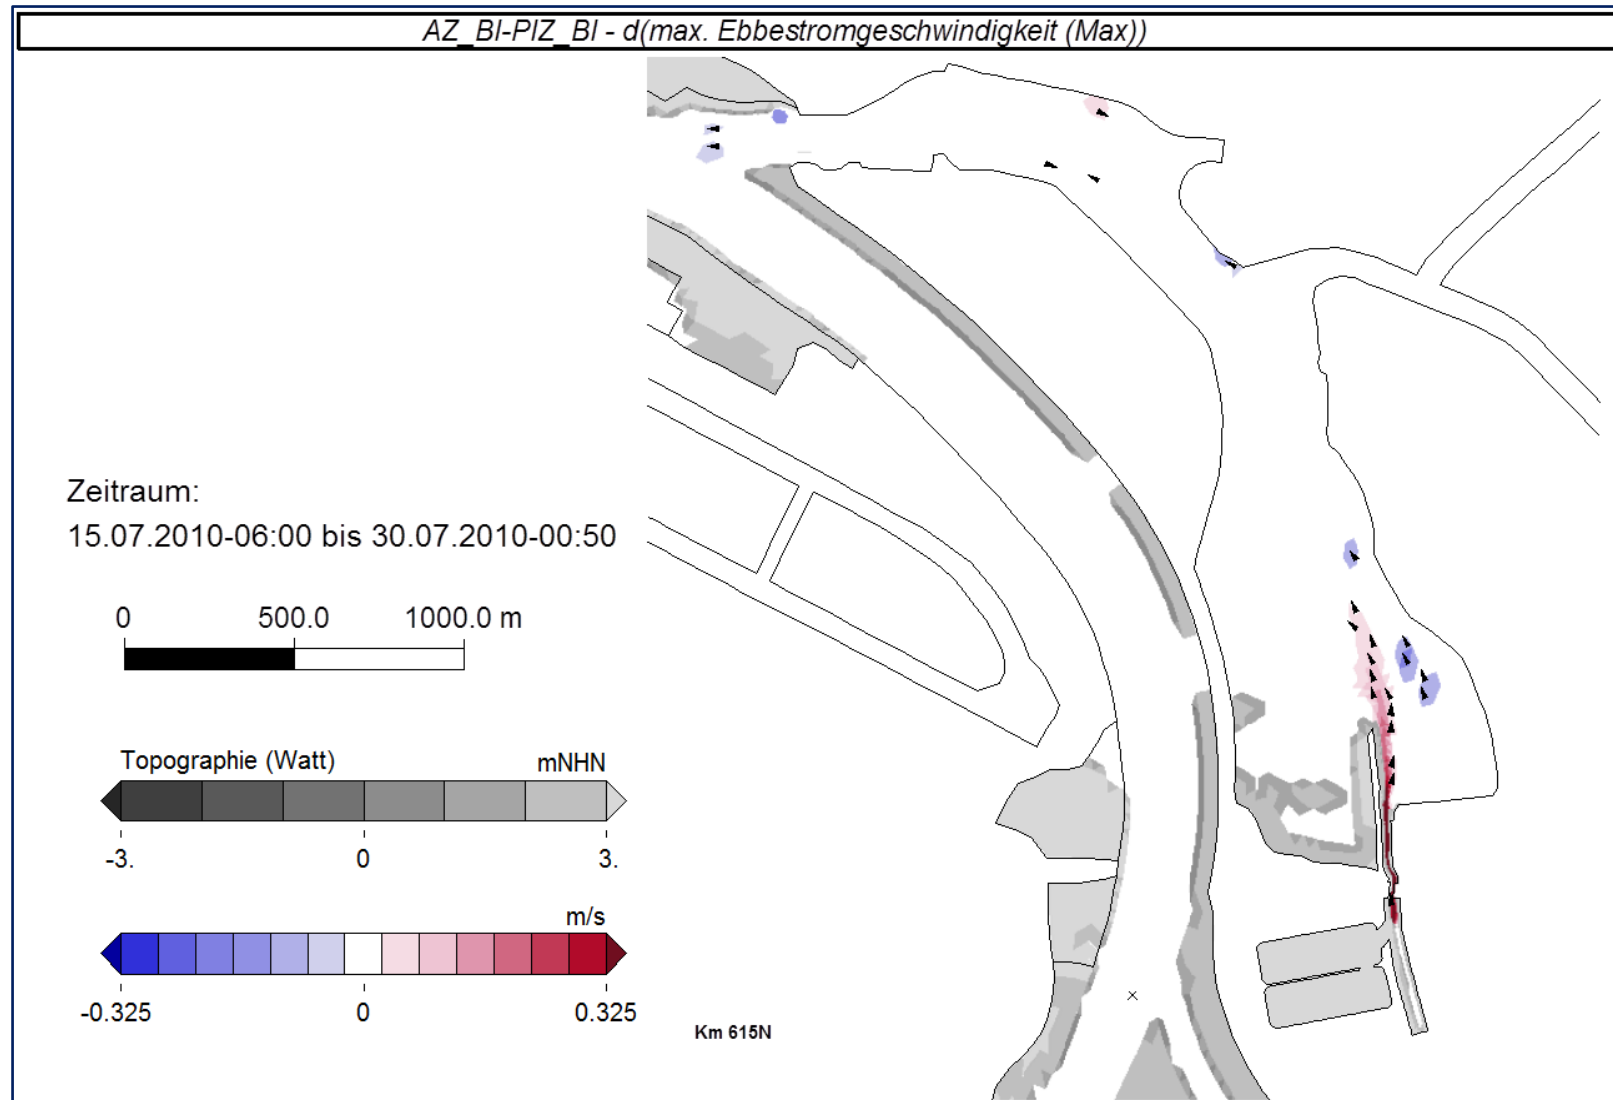 AZ_BI-PIZ_BI - d(max. Ebbestromgeschwindigkeit (Max))
Zeitraum:
15.07.2010-06:00 bis 30.07.2010-00:50
0 500.0 1000.0 m
Topographie (Watt) mNHN
-3. 0 3.
m/s
-0.325 0 0.325
Km 615N